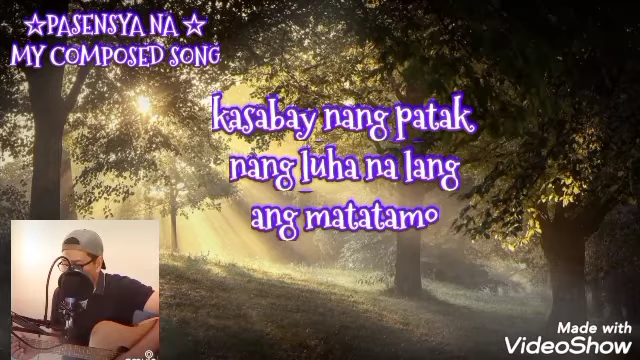 ☆PASENSYA NA ☆
MY COMPOSED SONG
kasabay nang patak
nang luha na lang
ang matatamo
Made with
VideoShow